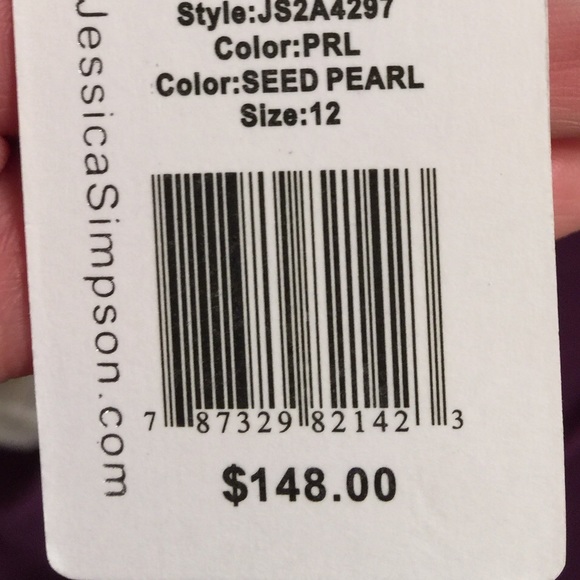 Style:JS2A4297
Color:PRL
Color:SEED PEARL
Size:12
7 87329 82142 3
$148.00
JessicaSimpson.com